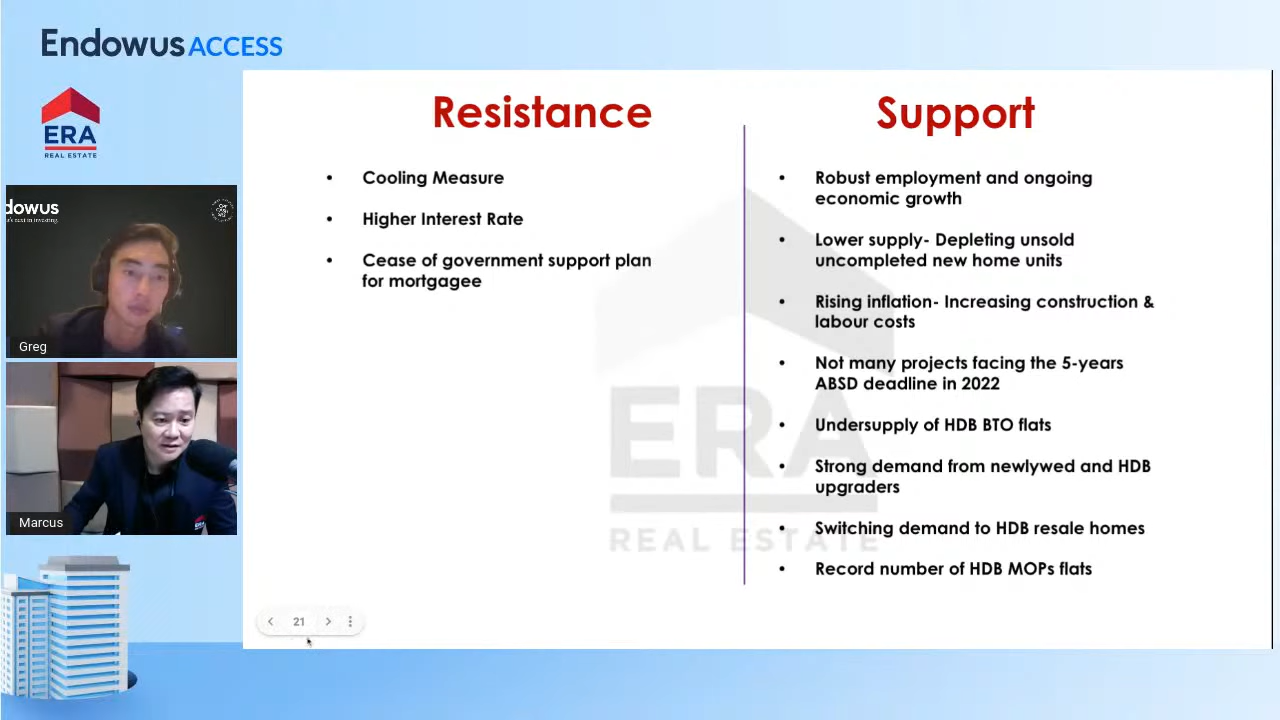 Endowus ACCESS
ERA
REAL ESTATE
dowus
Greg
Marcus
ERA
Resistance
• Cooling Measure
• Higher Interest Rate
• Cease of government support plan
for mortgagee
Support
• Robust employment and ongoing
economic growth
• Lower supply- Depleting unsold
uncompleted new home units
• Rising inflation- Increasing construction &
labour costs
• Not many projects facing the 5-years
ABSD deadline in 2022
• Undersupply of HDB BTO flats
• Strong demand from newlywed and HDB
upgraders
• Switching demand to HDB resale homes
• Record number of HDB MOPs flats
ERA
REAL ESTATE
21